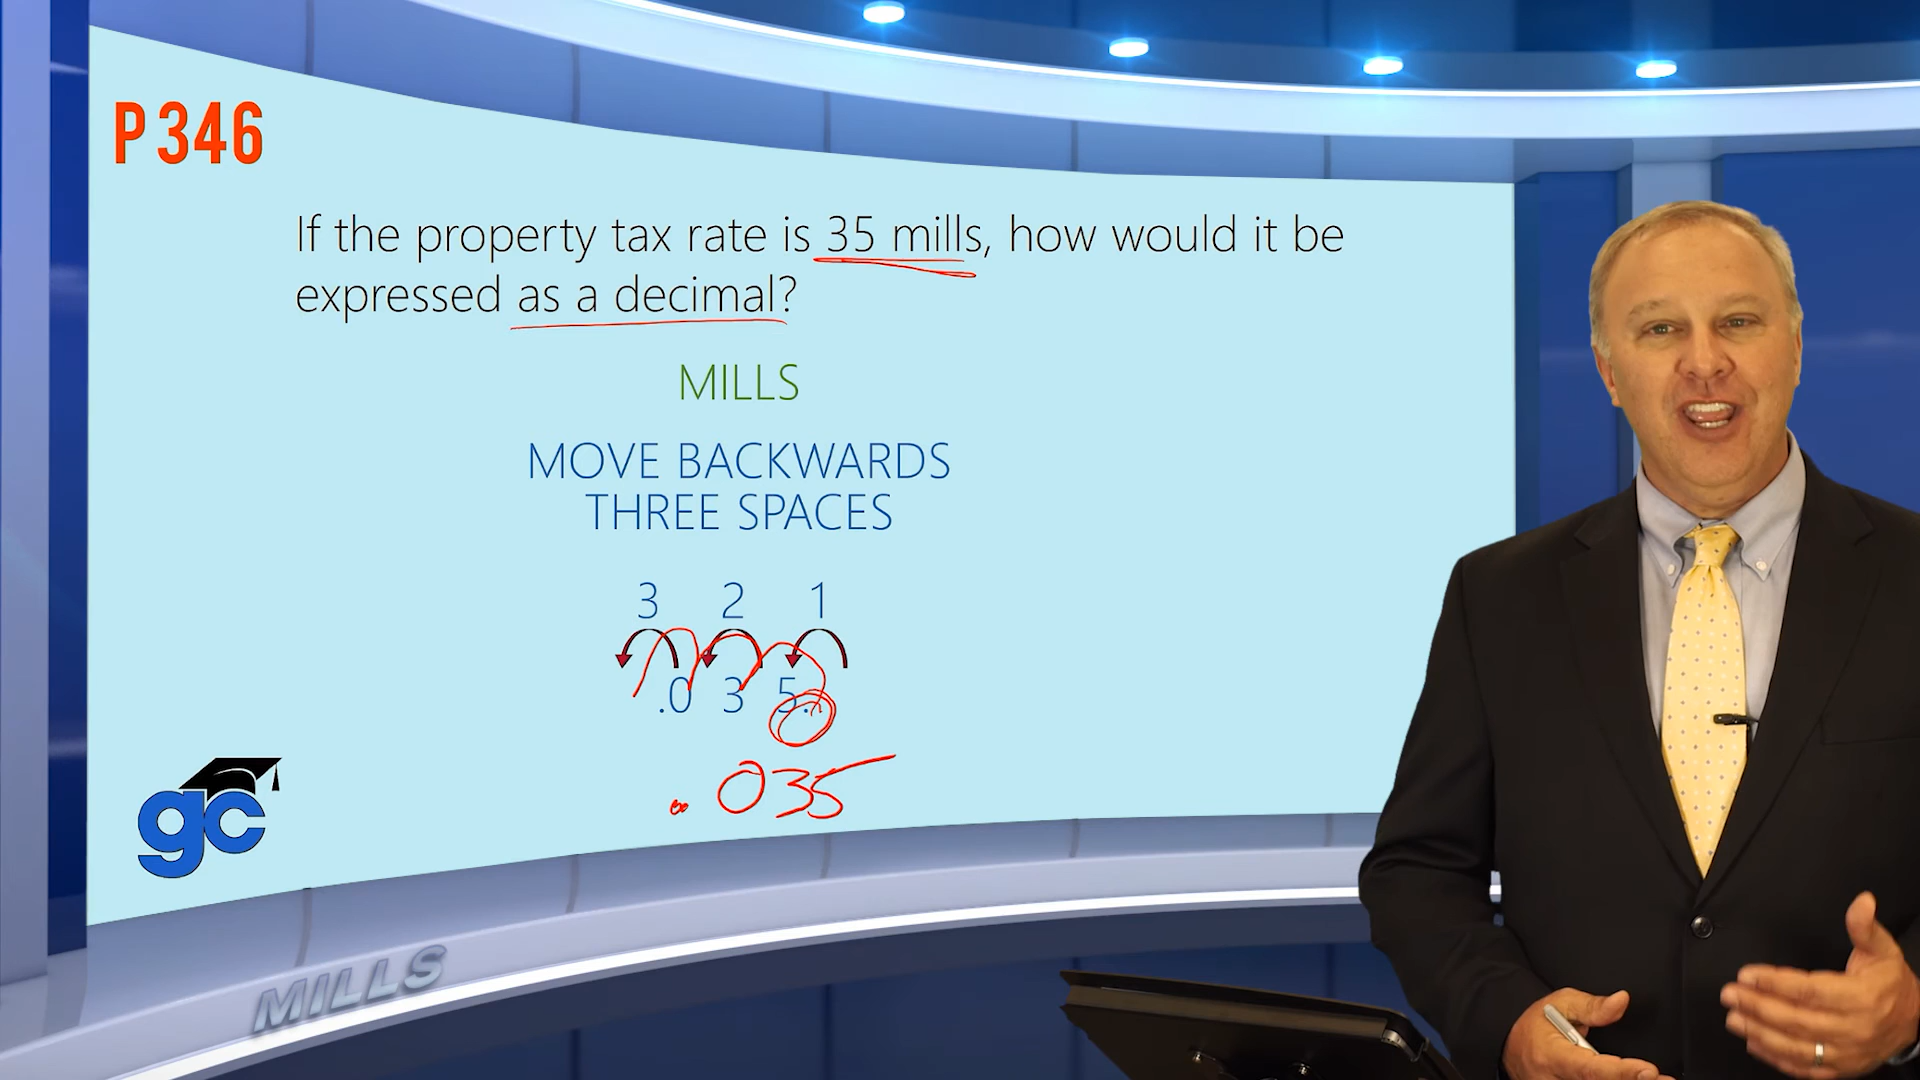 P 346
If the property tax rate is 35 mills, how would it be
expressed as a decimal?
MILLS
MOVE BACKWARDS
THREE SPACES
3 2 1
.0 3 5.
.035
gc
MILLS